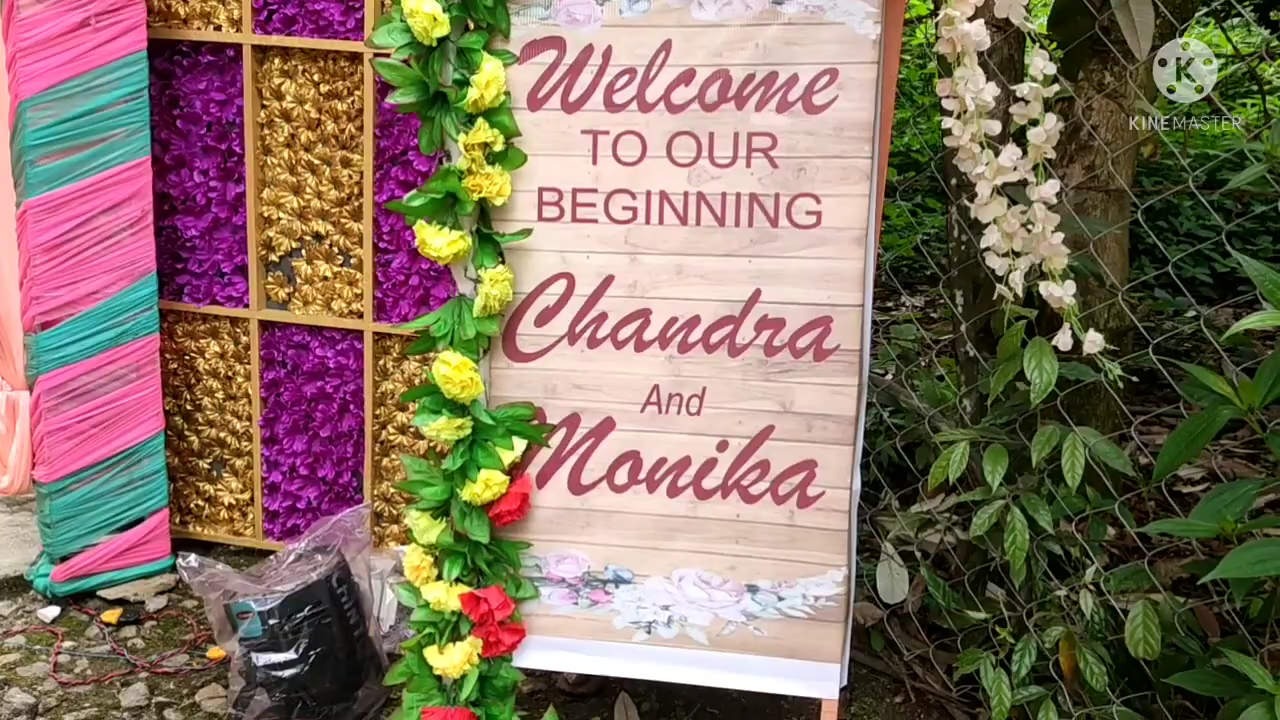 Welcome
TO OUR
BEGINNING
Chandra
And
Monika
K
KINEMASTER